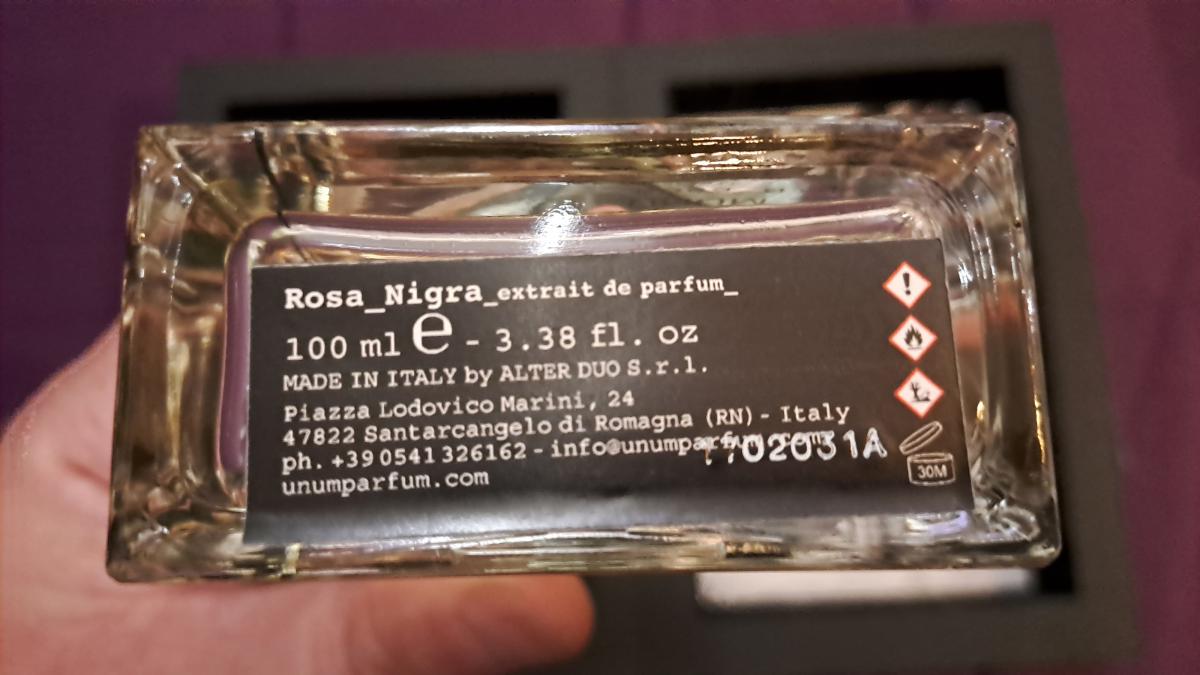 Rosa_Nigra_extrait de parfum_
100 ml e - 3.38 fl. oz
MADE IN ITALY by ALTER DUO S.r.l.
Piazza Lodovico Marini, 24
47822 Santarcangelo di Romagna (RN) - Italy
ph. +39 0541 326162 - info@unumparfum.com
unumparfum.com
30M